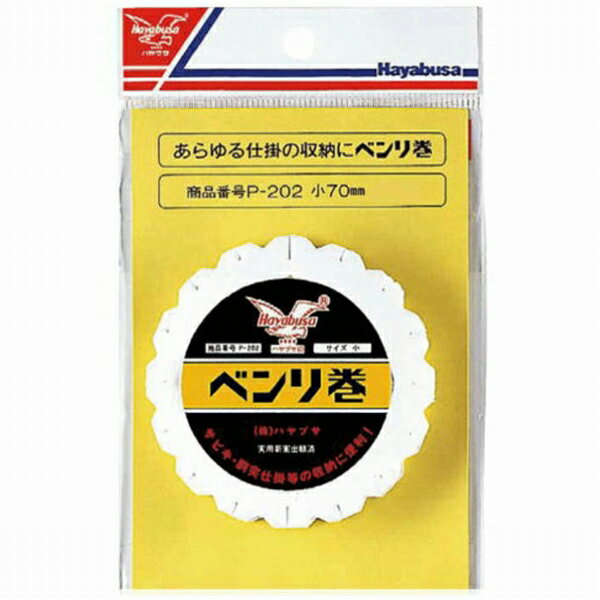 Hayabusa
ハヤブサ
Hayabusa
あらゆる仕掛の収納にベンリ巻
商品番号P-202 小70mm
Hayabusa
ハヤブサ印
商品番号 P-202
サイズ 小
ベンリ巻
(株)ハヤブサ
実用新案出願済
サビキ・胴実仕掛等の収納に便利!